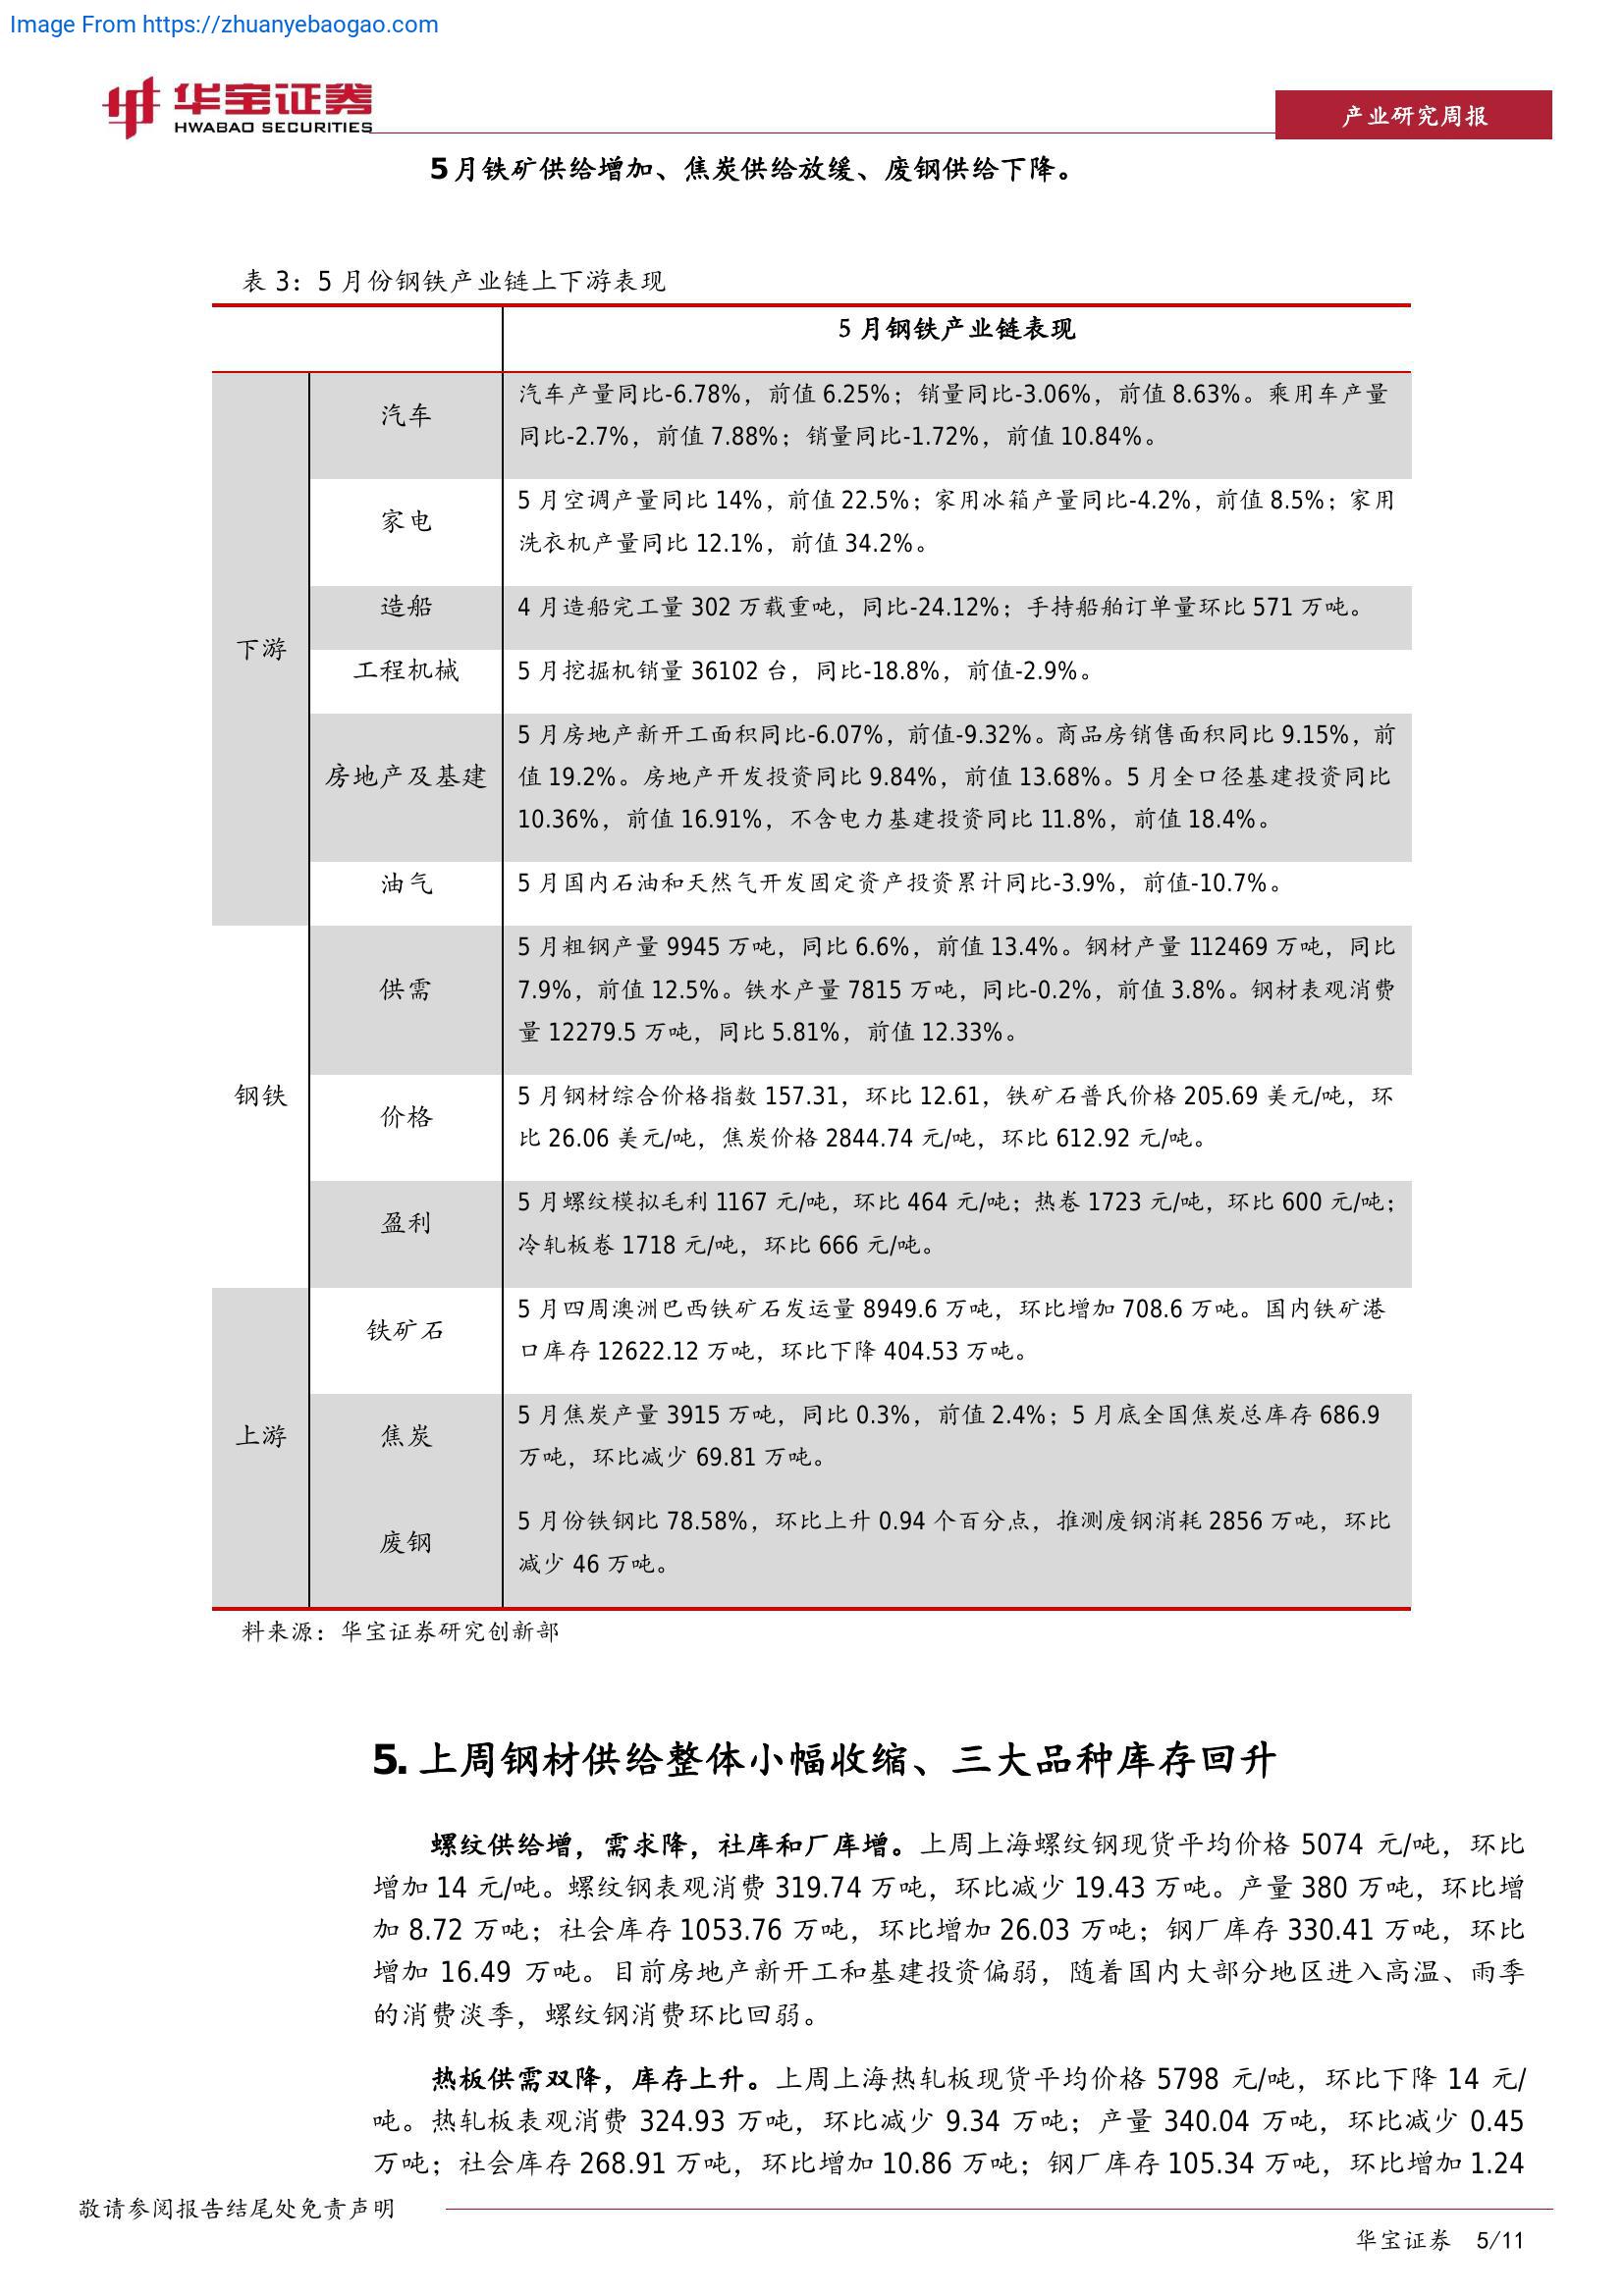 Image From https://zhuanyebaogao.com
华宝证券
HWABAO SECURITIES
产业研究周报
5 月铁矿供给增加、焦炭供给放缓、废钢供给下降。
表 3：5 月份钢铁产业链上下游表现
5 月钢铁产业链表现
下游
汽车
汽车产量同比-6.78%，前值 6.25%；销量同比-3.06%，前值 8.63%。乘用车产量
同比-2.7%，前值 7.88%；销量同比-1.72%，前值 10.84%。
家电
5 月空调产量同比 14%，前值 22.5%；家用冰箱产量同比-4.2%，前值 8.5%；家用
洗衣机产量同比 12.1%，前值 34.2%。
造船
4 月造船完工量 302 万载重吨，同比-24.12%；手持船舶订单量环比 571 万吨。
工程机械
5 月挖掘机销量 36102 台，同比-18.8%，前值-2.9%。
房地产及基建
5 月房地产新开工面积同比-6.07%，前值-9.32%。商品房销售面积同比 9.15%，前
值 19.2%。房地产开发投资同比 9.84%，前值 13.68%。5 月全口径基建投资同比
10.36%，前值 16.91%，不含电力基建投资同比 11.8%，前值 18.4%。
油气
5 月国内石油和天然气开发固定资产投资累计同比-3.9%，前值-10.7%。
钢铁
供需
5 月粗钢产量 9945 万吨，同比 6.6%，前值 13.4%。钢材产量 112469 万吨，同比
7.9%，前值 12.5%。铁水产量 7815 万吨，同比-0.2%，前值 3.8%。钢材表观消费
量 12279.5 万吨，同比 5.81%，前值 12.33%。
价格
5 月钢材综合价格指数 157.31，环比 12.61，铁矿石普氏价格 205.69 美元/吨，环
比 26.06 美元/吨，焦炭价格 2844.74 元/吨，环比 612.92 元/吨。
盈利
5 月螺纹模拟毛利 1167 元/吨，环比 464 元/吨；热卷 1723 元/吨，环比 600 元/吨；
冷轧板卷 1718 元/吨，环比 666 元/吨。
上游
铁矿石
5 月四周澳洲巴西铁矿石发运量 8949.6 万吨，环比增加 708.6 万吨。国内铁矿港
口库存 12622.12 万吨，环比下降 404.53 万吨。
焦炭
5 月焦炭产量 3915 万吨，同比 0.3%，前值 2.4%；5 月底全国焦炭总库存 686.9
万吨，环比减少 69.81 万吨。
废钢
5 月份铁钢比 78.58%，环比上升 0.94 个百分点，推测废钢消耗 2856 万吨，环比
减少 46 万吨。
料来源：华宝证券研究创新部
5. 上周钢材供给整体小幅收缩、三大品种库存回升
螺纹供给增，需求降，社库和厂库增。上周上海螺纹钢现货平均价格 5074 元/吨，环比
增加 14 元/吨。螺纹钢表观消费 319.74 万吨，环比减少 19.43 万吨。产量 380 万吨，环比增
加 8.72 万吨；社会库存 1053.76 万吨，环比增加 26.03 万吨；钢厂库存 330.41 万吨，环比
增加 16.49 万吨。目前房地产新开工和基建投资偏弱，随着国内大部分地区进入高温、雨季
的消费淡季，螺纹钢消费环比回弱。
热板供需双降，库存上升。上周上海热轧板现货平均价格 5798 元/吨，环比下降 14 元/
吨。热轧板表观消费 324.93 万吨，环比减少 9.34 万吨；产量 340.04 万吨，环比减少 0.45
万吨；社会库存 268.91 万吨，环比增加 10.86 万吨；钢厂库存 105.34 万吨，环比增加 1.24
敬请参阅报告结尾处免责声明
华宝证券 5/11